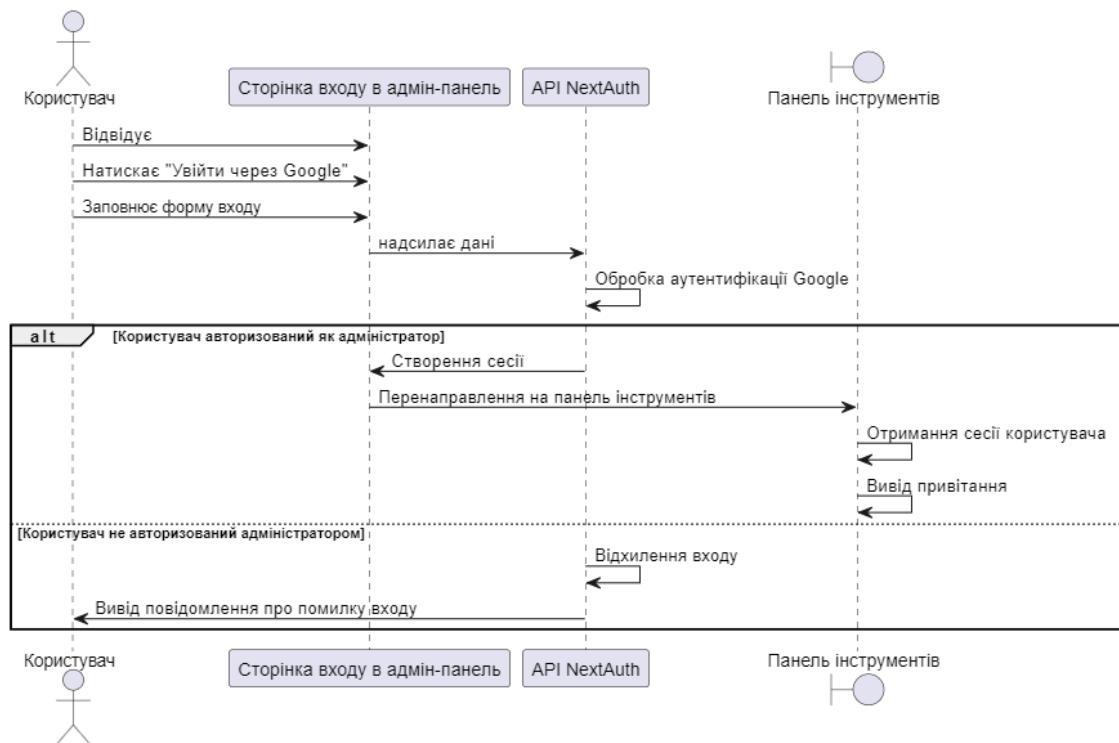 Користувач
Сторінка входу в адмін-панель
API NextAuth
Панель інструментів
Відвідує
Натискає "Увійти через Google"
Заповнює форму входу
надсилає дані
Обробка аутентифікації Google
alt
[Користувач авторизований як адміністратор]
Створення сесії
Перенаправлення на панель інструментів
Отримання сесії користувача
Вивід привітання
[Користувач не авторизований адміністратором]
Відхилення входу
Вивід повідомлення про помилку входу
Користувач
Сторінка входу в адмін-панель
API NextAuth
Панель інструментів